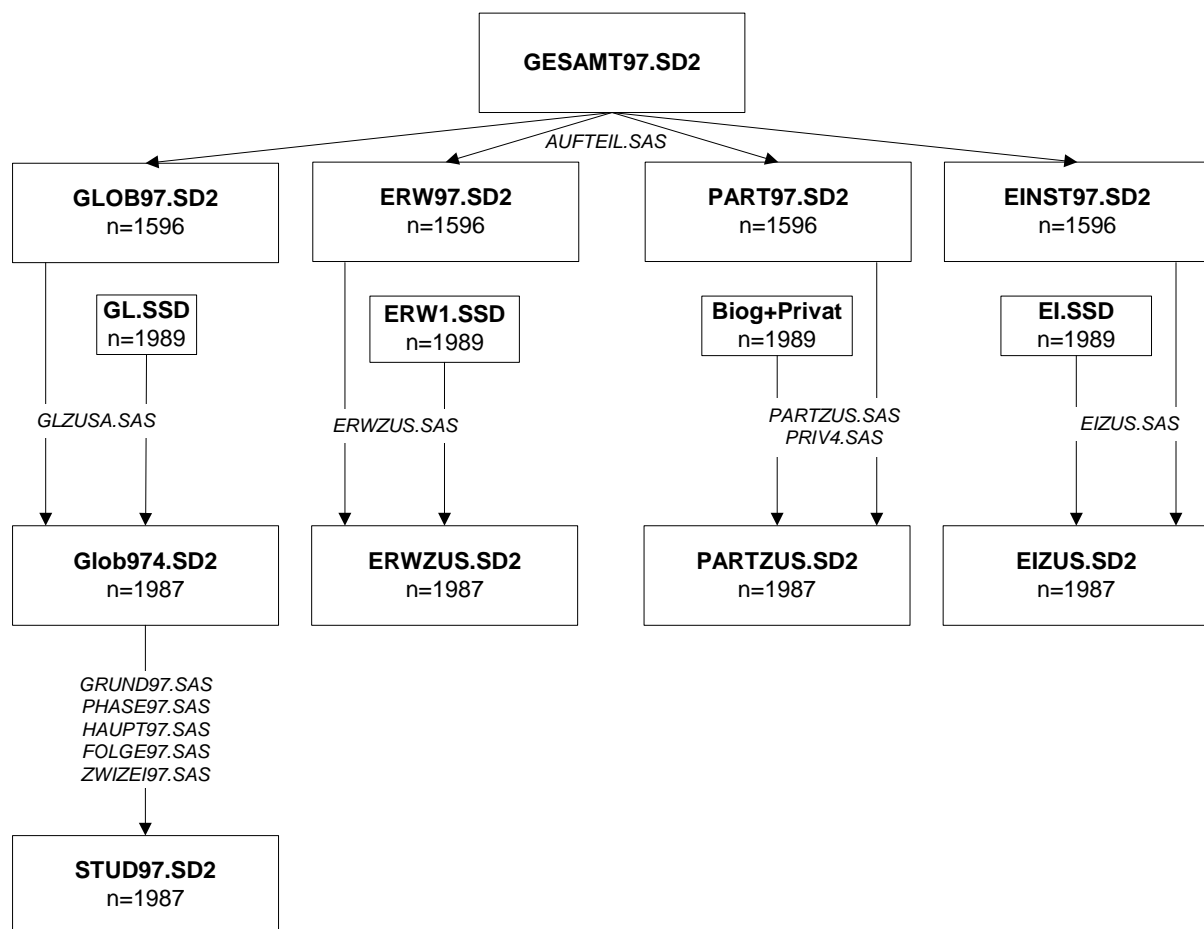 GESAMT97.SD2
AUFTEIL.SAS
GLOB97.SD2
n=1596
ERW97.SD2
n=1596
PART97.SD2
n=1596
EINST97.SD2
n=1596
GL.SSD
n=1989
ERW1.SSD
n=1989
Biog+Privat
n=1989
EI.SSD
n=1989
GLZUSA.SAS
ERWZUS.SAS
PARTZUS.SAS
PRIV4.SAS
EIZUS.SAS
Glob974.SD2
n=1987
ERWZUS.SD2
n=1987
PARTZUS.SD2
n=1987
EIZUS.SD2
n=1987
GRUND97.SAS
PHASE97.SAS
HAUPT97.SAS
FOLGE97.SAS
ZWIZEI97.SAS
STUD97.SD2
n=1987